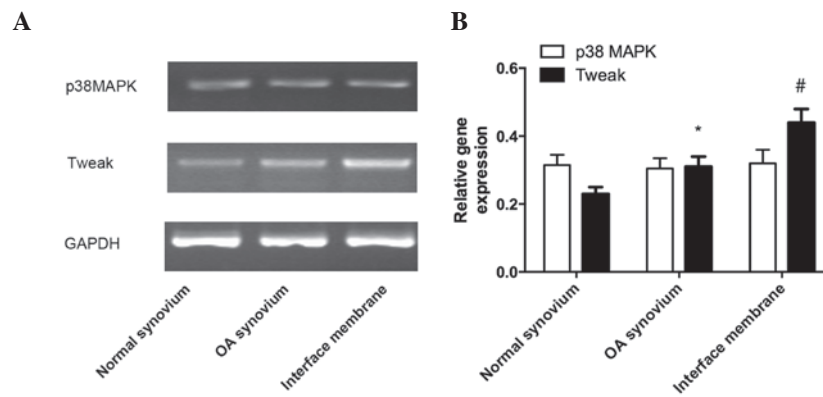 A
p38MAPK
Tweak
GAPDH
Normal synovium
OA synovium
Interface membrane
B
p38 MAPK
Tweak
Relative gene
expression
0.6
0.4
0.2
0.0
*
#
Normal synovium
OA synovium
Interface membrane